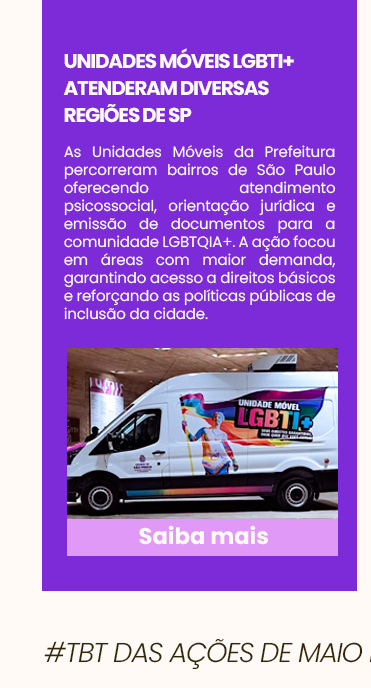 UNIDADES MÓVEIS LGBTI+
ATENDERAM DIVERSAS
REGIÕES DE SP
As Unidades Móveis da Prefeitura
percorreram bairros de São Paulo
oferecendo atendimento
psicossocial, orientação jurídica e
emissão de documentos para a
comunidade LGBTQIA+. A ação focou
em áreas com maior demanda,
garantindo acesso a direitos básicos
e reforçando as políticas públicas de
inclusão da cidade.
UNIDADE MÓVEL
LGBTI+
SÃO PAULO
Saiba mais
#TBT DAS AÇÕES DE MAIO